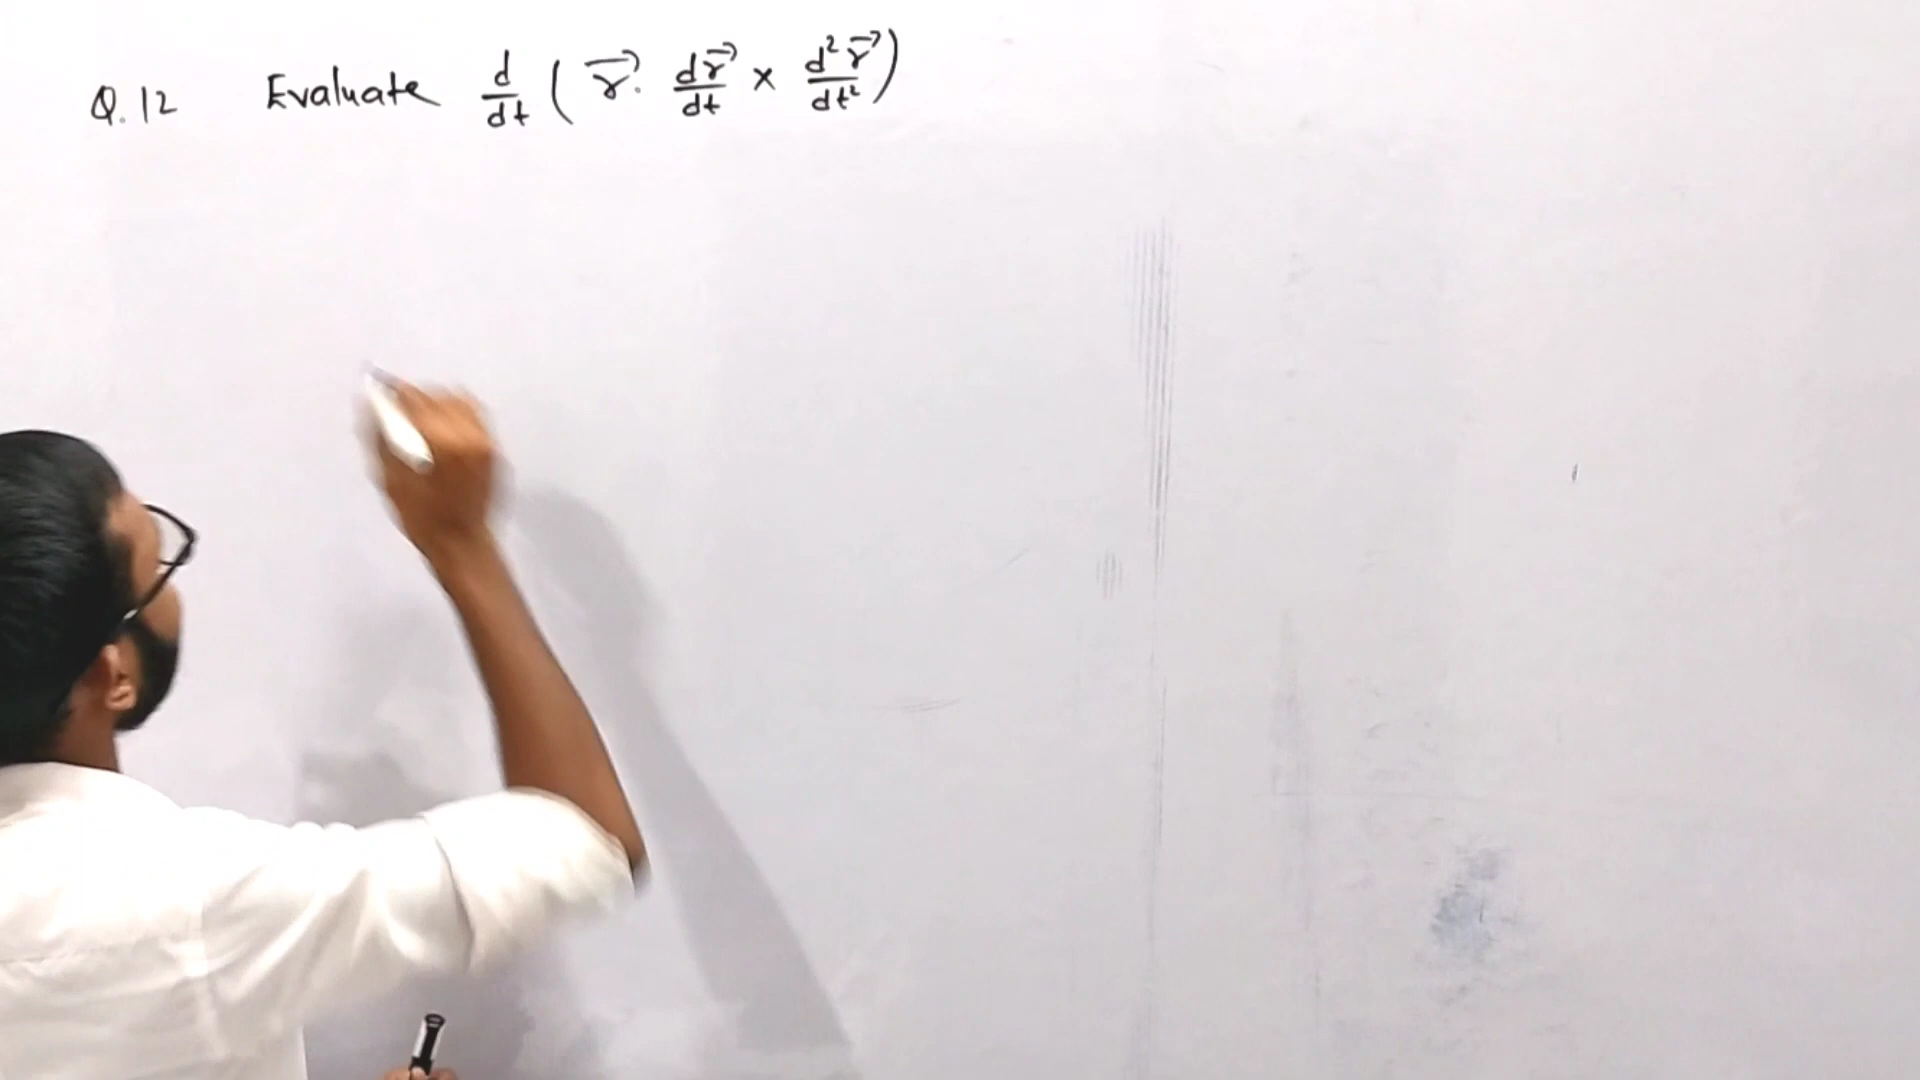 Q.12 Evaluate d/dt ( r⃗. dr⃗/dt × d²r⃗/dt² )